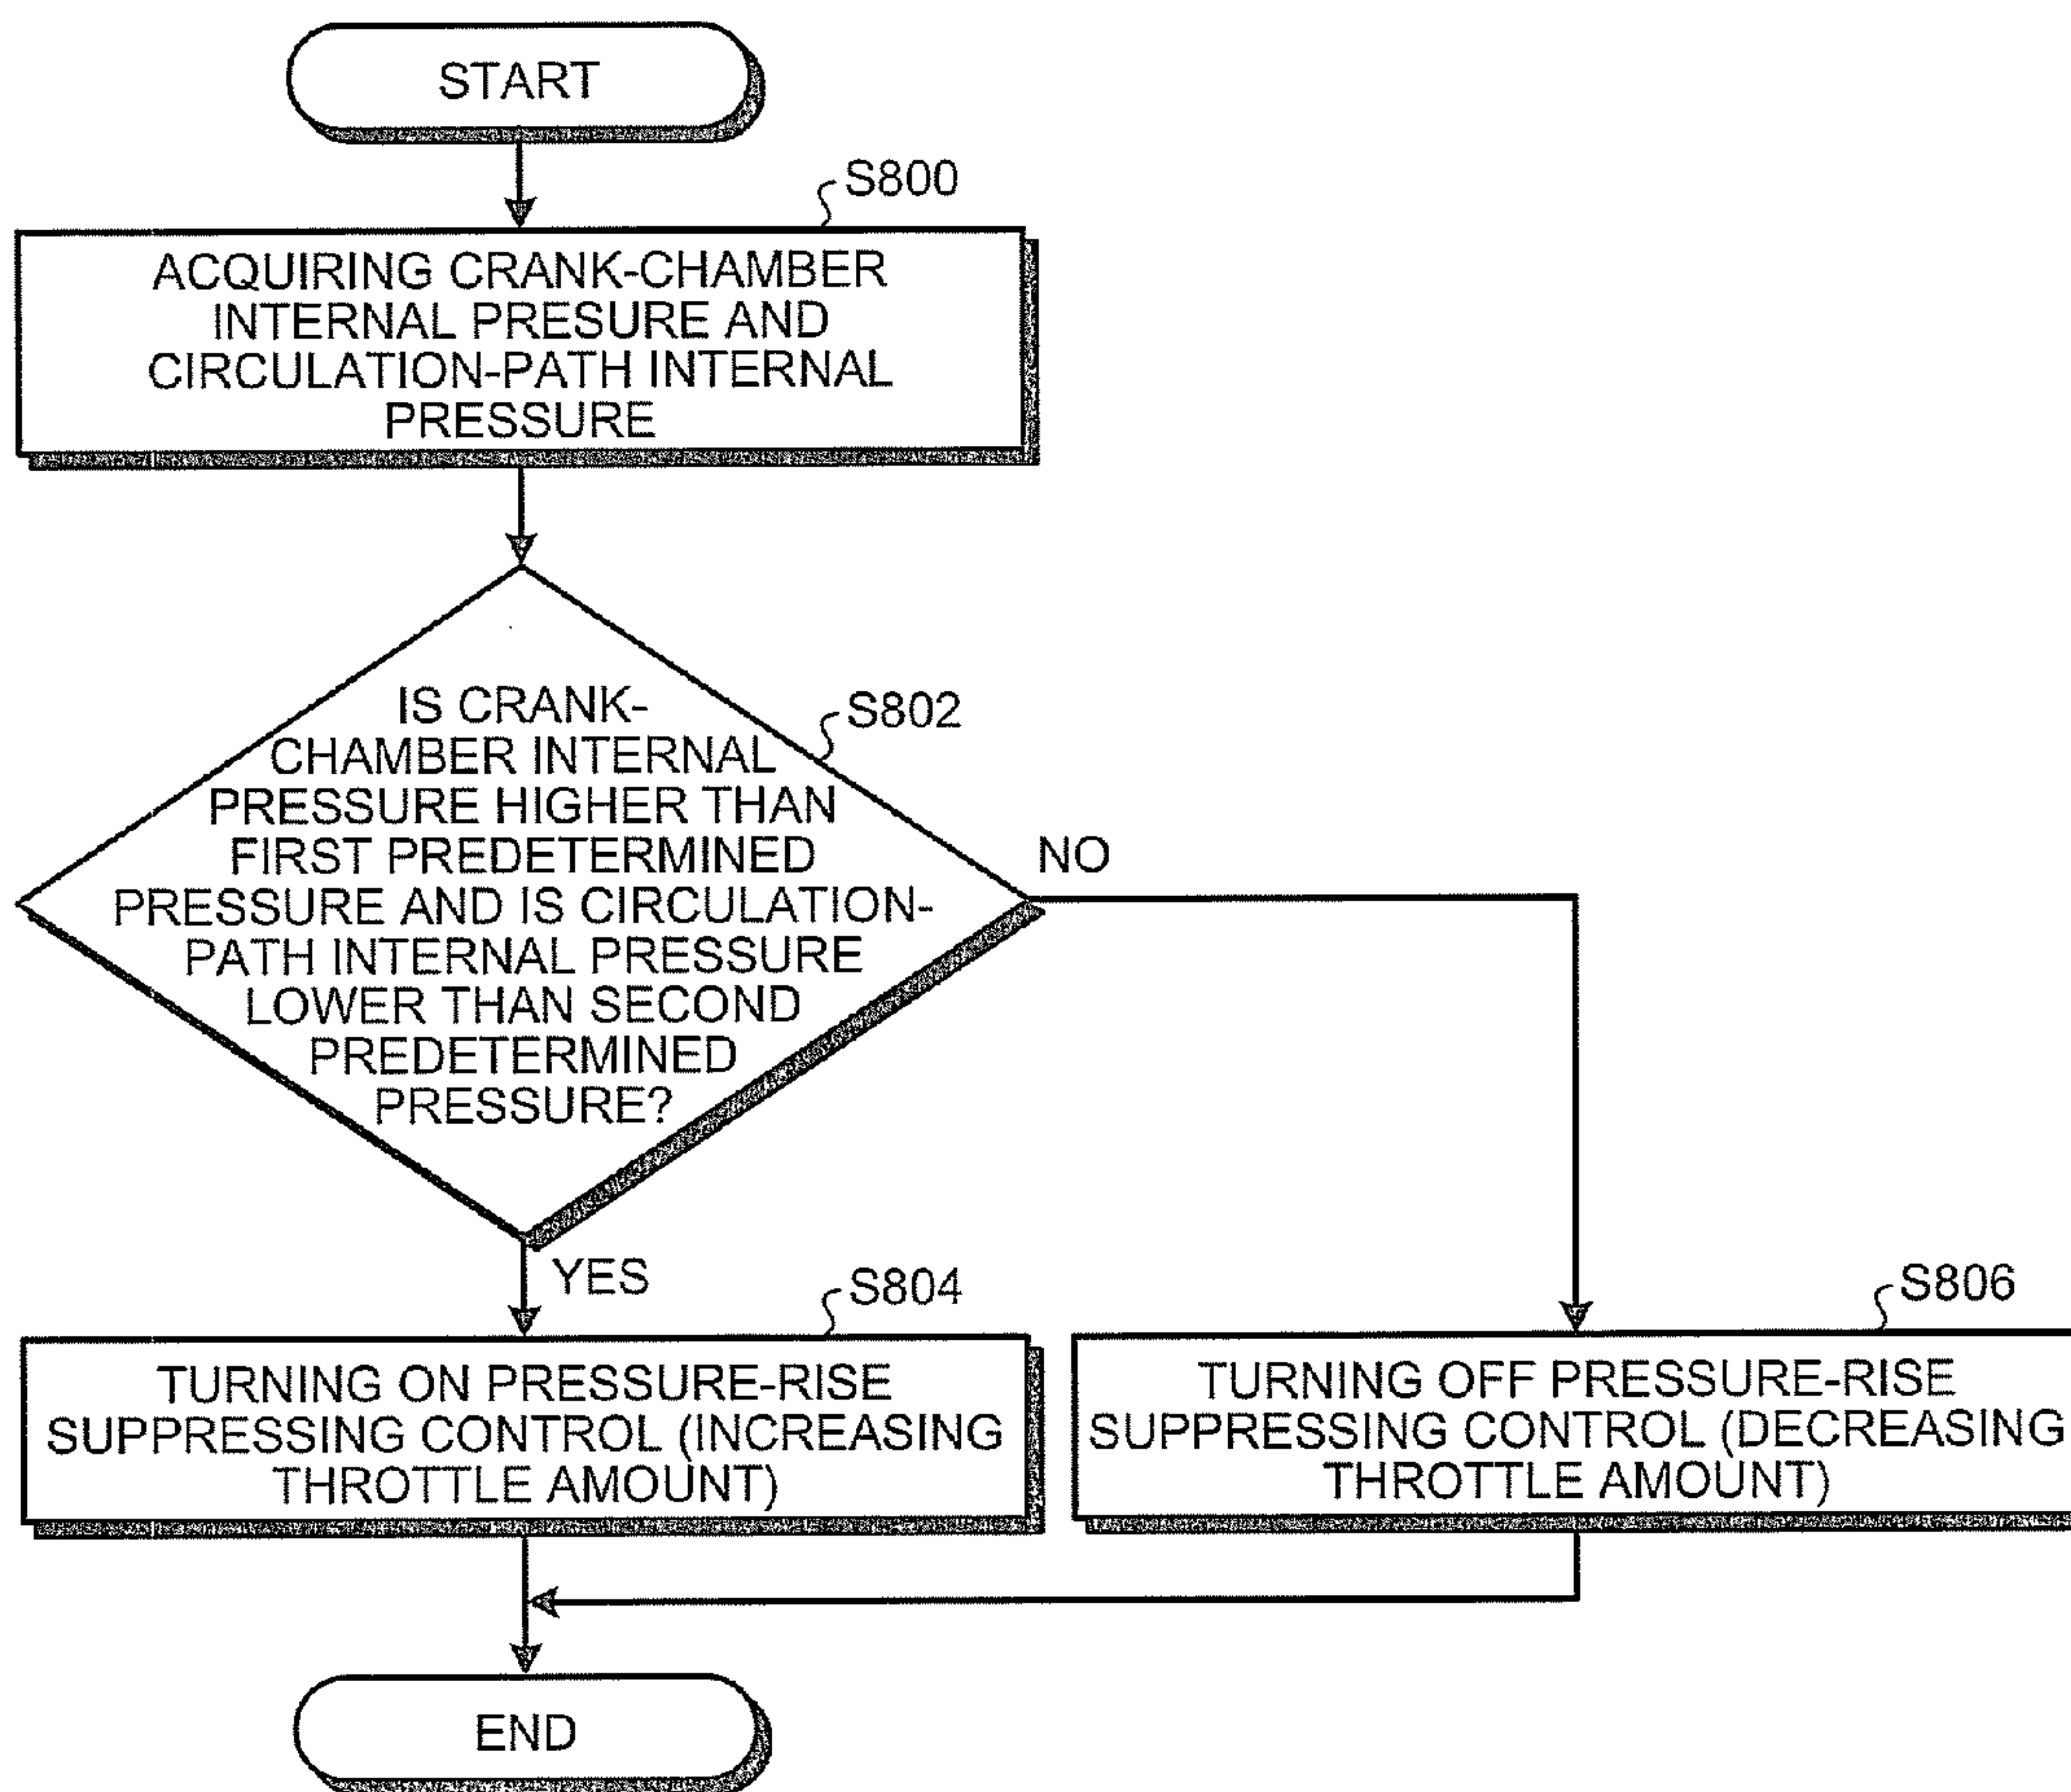 START
S800
ACQUIRING CRANK-CHAMBER
INTERNAL PRESURE AND
CIRCULATION-PATH INTERNAL
PRESSURE
S802
IS CRANK-
CHAMBER INTERNAL
PRESSURE HIGHER THAN
FIRST PREDETERMINED
PRESSURE AND IS CIRCULATION-
PATH INTERNAL PRESSURE
LOWER THAN SECOND
PREDETERMINED
PRESSURE?
NO
YES
S804
TURNING ON PRESSURE-RISE
SUPPRESSING CONTROL (INCREASING
THROTTLE AMOUNT)
S806
TURNING OFF PRESSURE-RISE
SUPPRESSING CONTROL (DECREASING
THROTTLE AMOUNT)
END